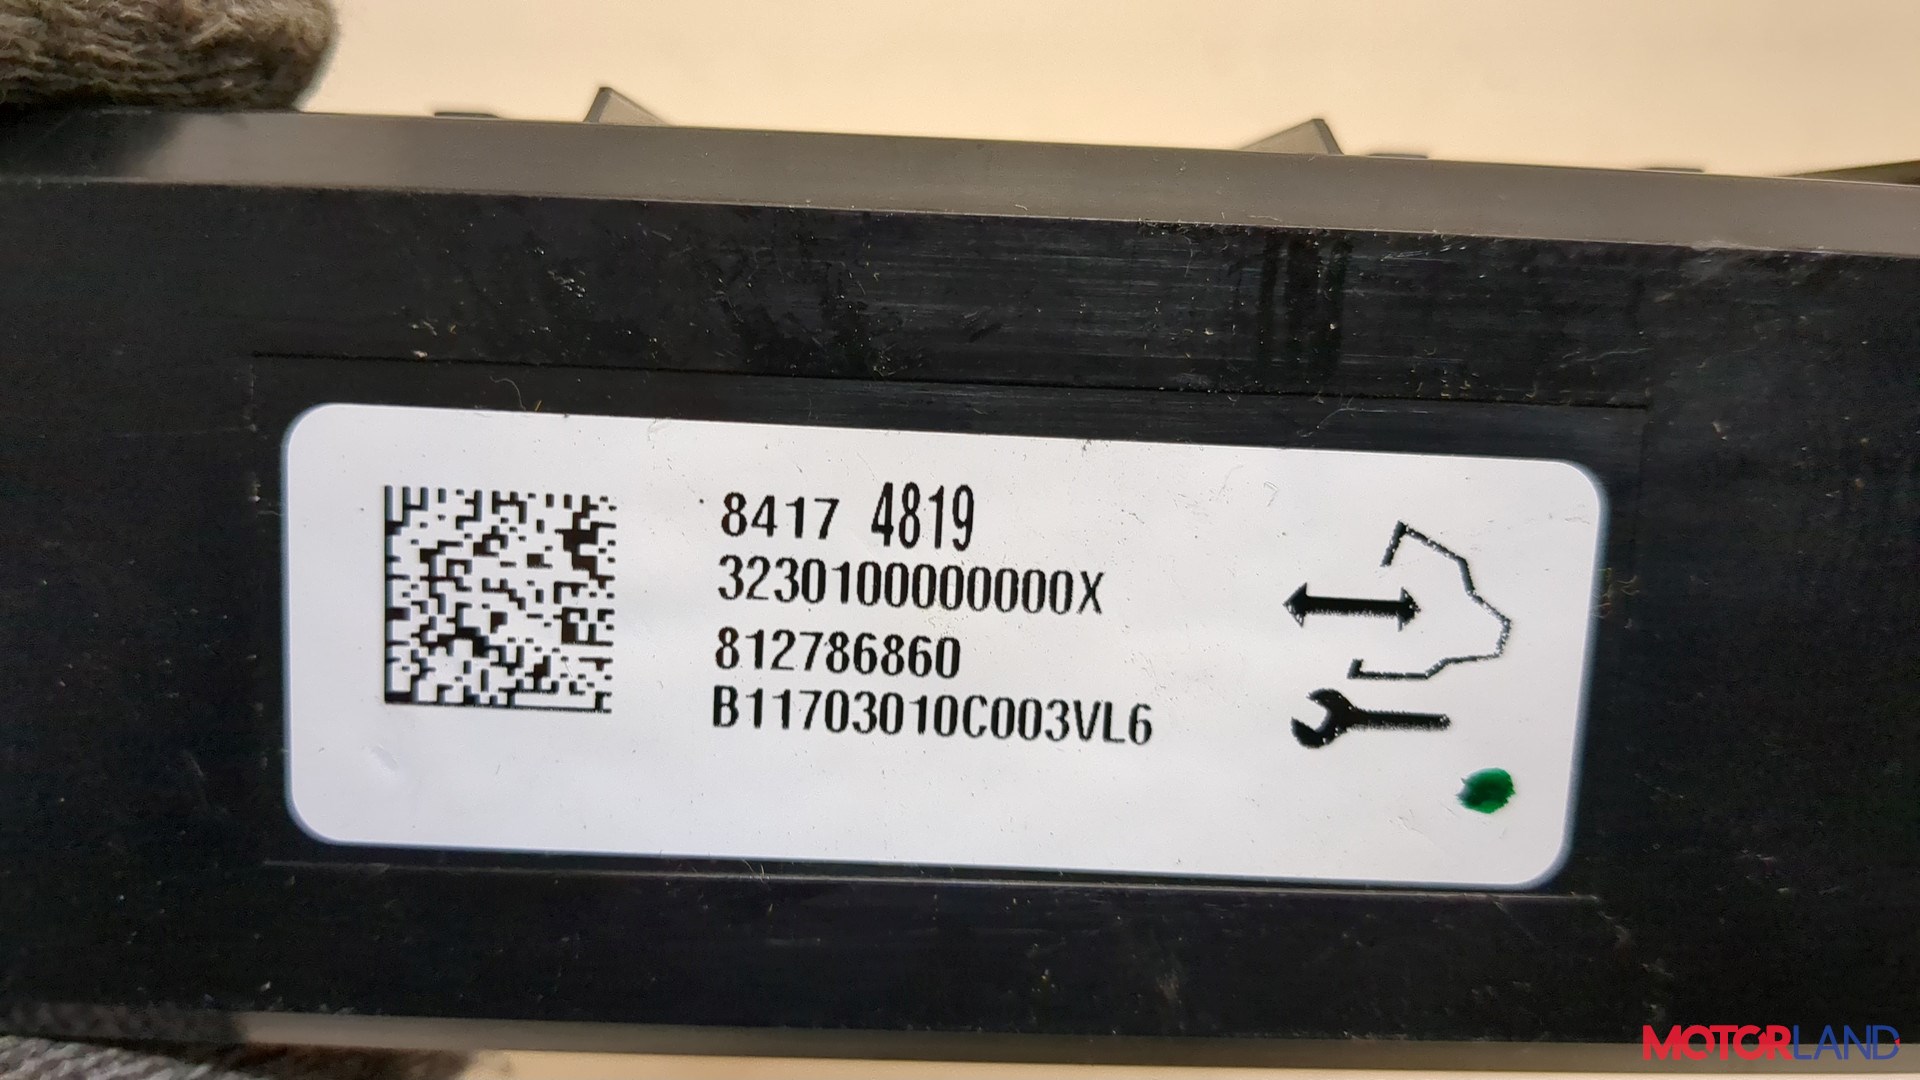 8417 4819
3230100000000X
812786860
B11703010C003VL6
MOTORLAND